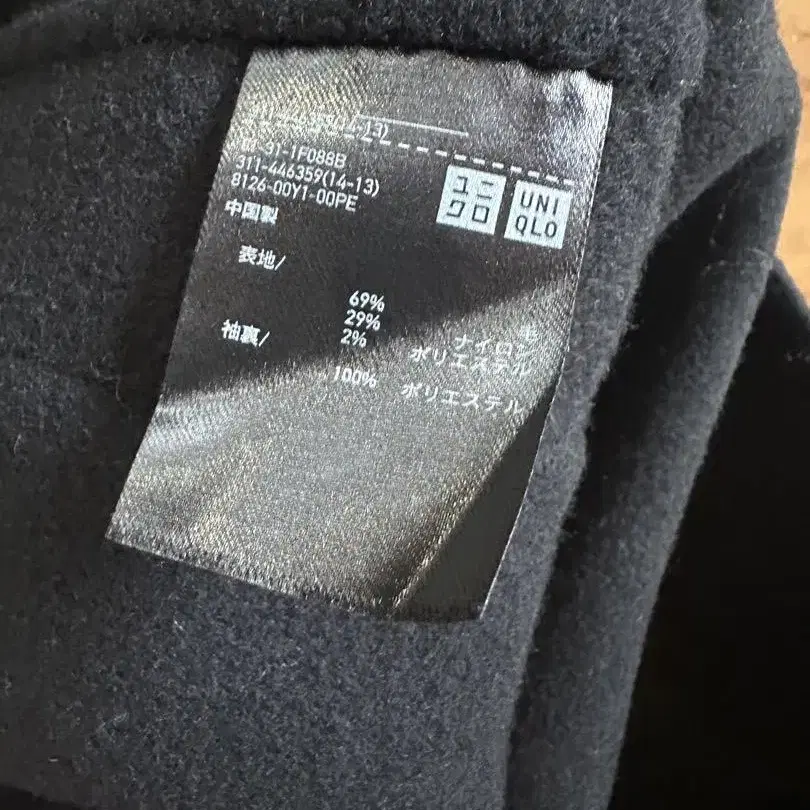 31-1F088B
311-446359(14-13)
8126-00Y1-00PE
中国製
ユニ
クロ
UNI
QLO
表地/
69% 毛
29% ナイロン
2% ポリエステル
袖裏/
100% ポリエステル